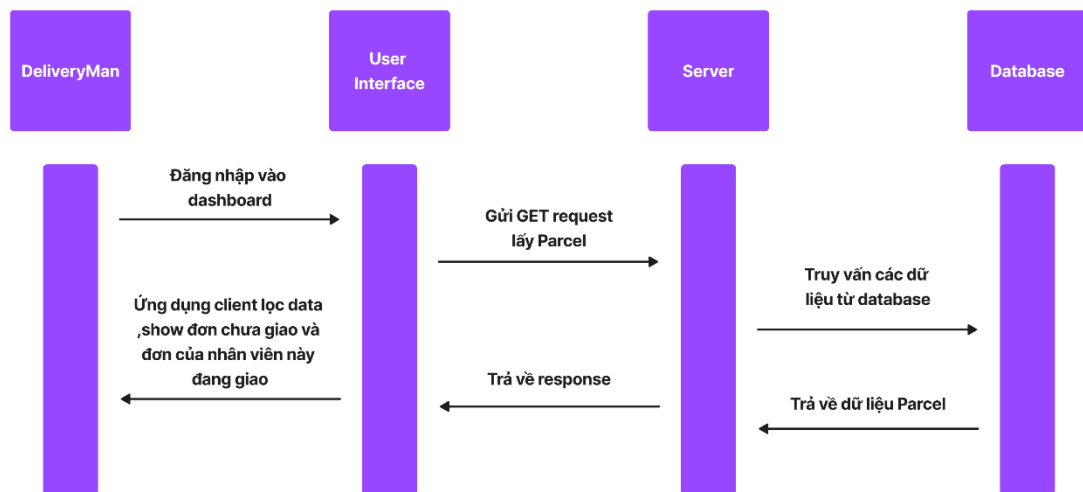 DeliveryMan
User
Interface
Server
Database
Đăng nhập vào
dashboard
Gửi GET request
lấy Parcel
Truy vấn các dữ
liệu từ database
Ứng dụng client lọc data
,show đơn chưa giao và
đơn của nhân viên này
đang giao
Trả về response
Trả về dữ liệu Parcel